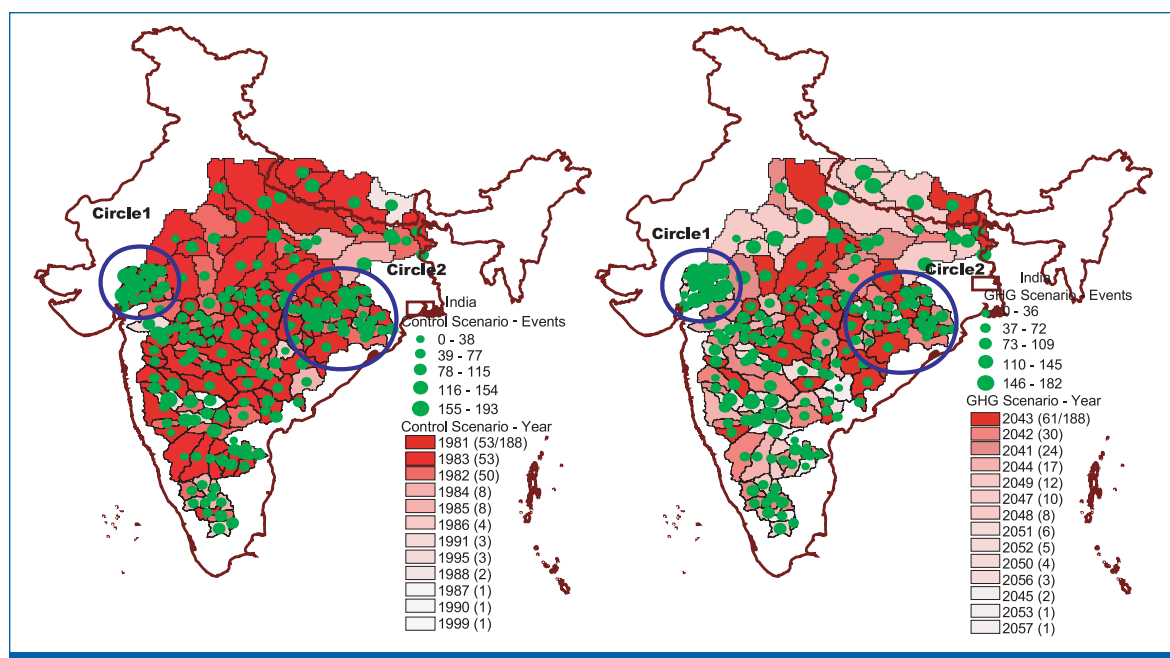 Circle1
Circle2
India
Control Scenario - Events
0 - 38
39 - 77
78 - 115
116 - 154
155 - 193
Control Scenario - Year
1981 (53/188)
1983 (53)
1982 (50)
1984 (8)
1985 (8)
1986 (4)
1991 (3)
1995 (3)
1988 (2)
1987 (1)
1990 (1)
1999 (1)
Circle1
Circle2
India
GHG Scenario - Events
0 - 36
37 - 72
73 - 109
110 - 145
146 - 182
GHG Scenario - Year
2043 (61/188)
2042 (30)
2041 (24)
2044 (17)
2049 (12)
2047 (10)
2048 (8)
2051 (6)
2052 (5)
2050 (4)
2056 (3)
2045 (2)
2053 (1)
2057 (1)